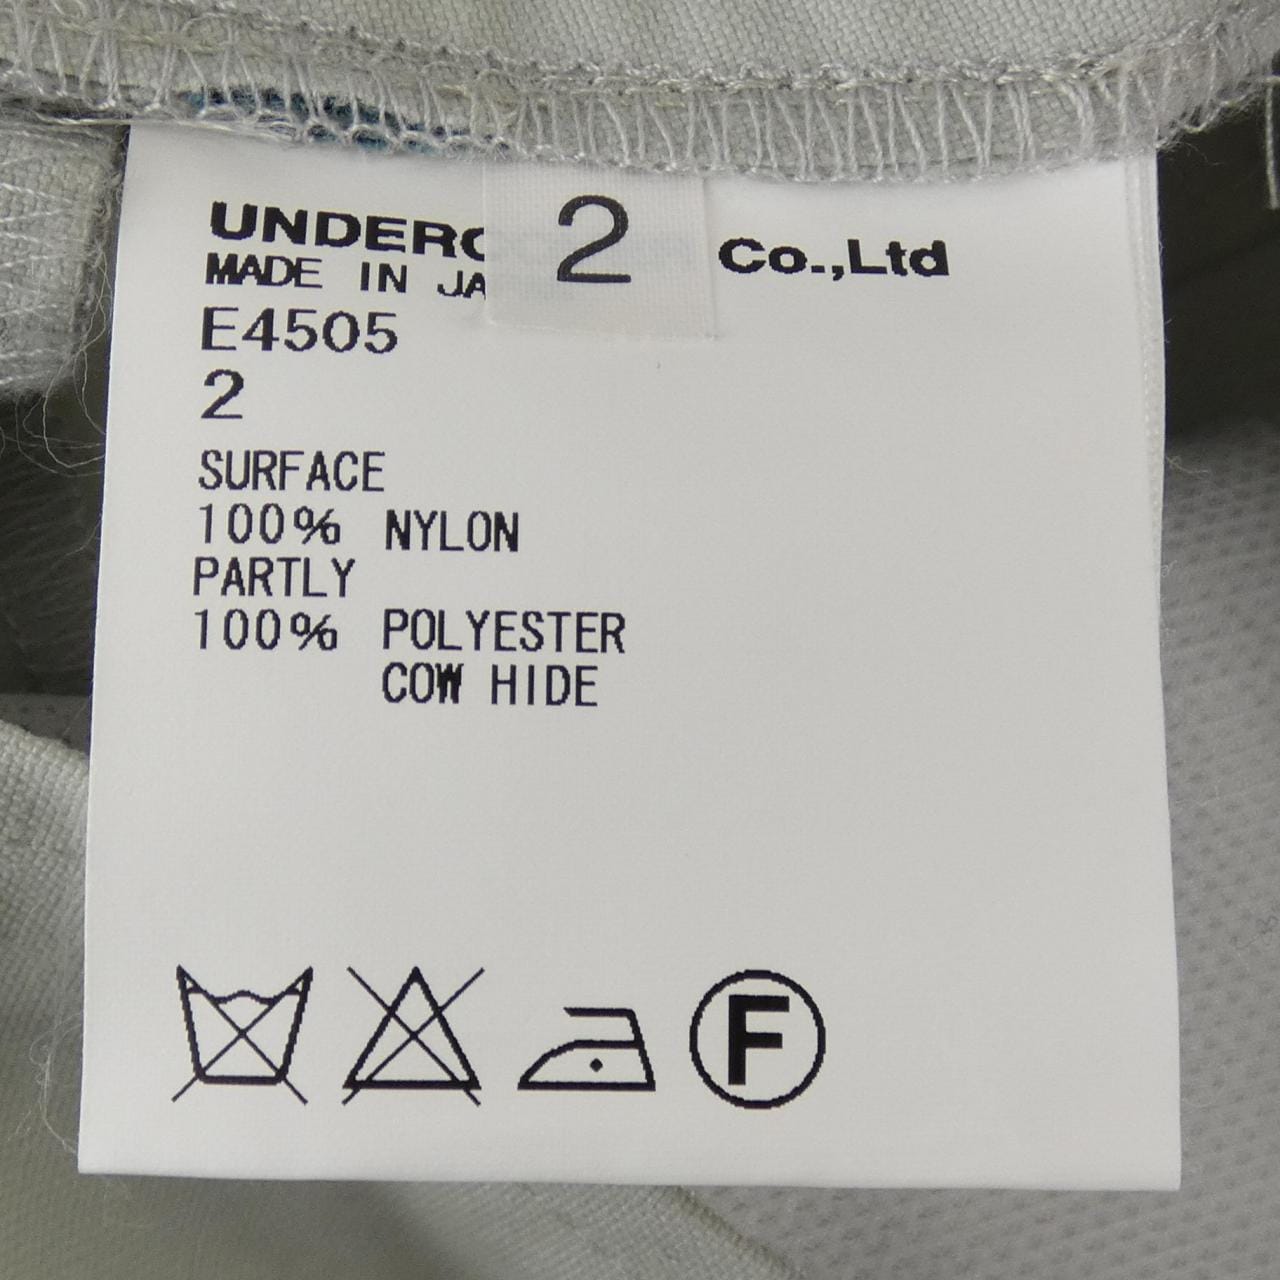 2
UNDERC Co.,Ltd
MADE IN JA
E4505
2
SURFACE
100% NYLON
PARTLY
100% POLYESTER
COW HIDE
F